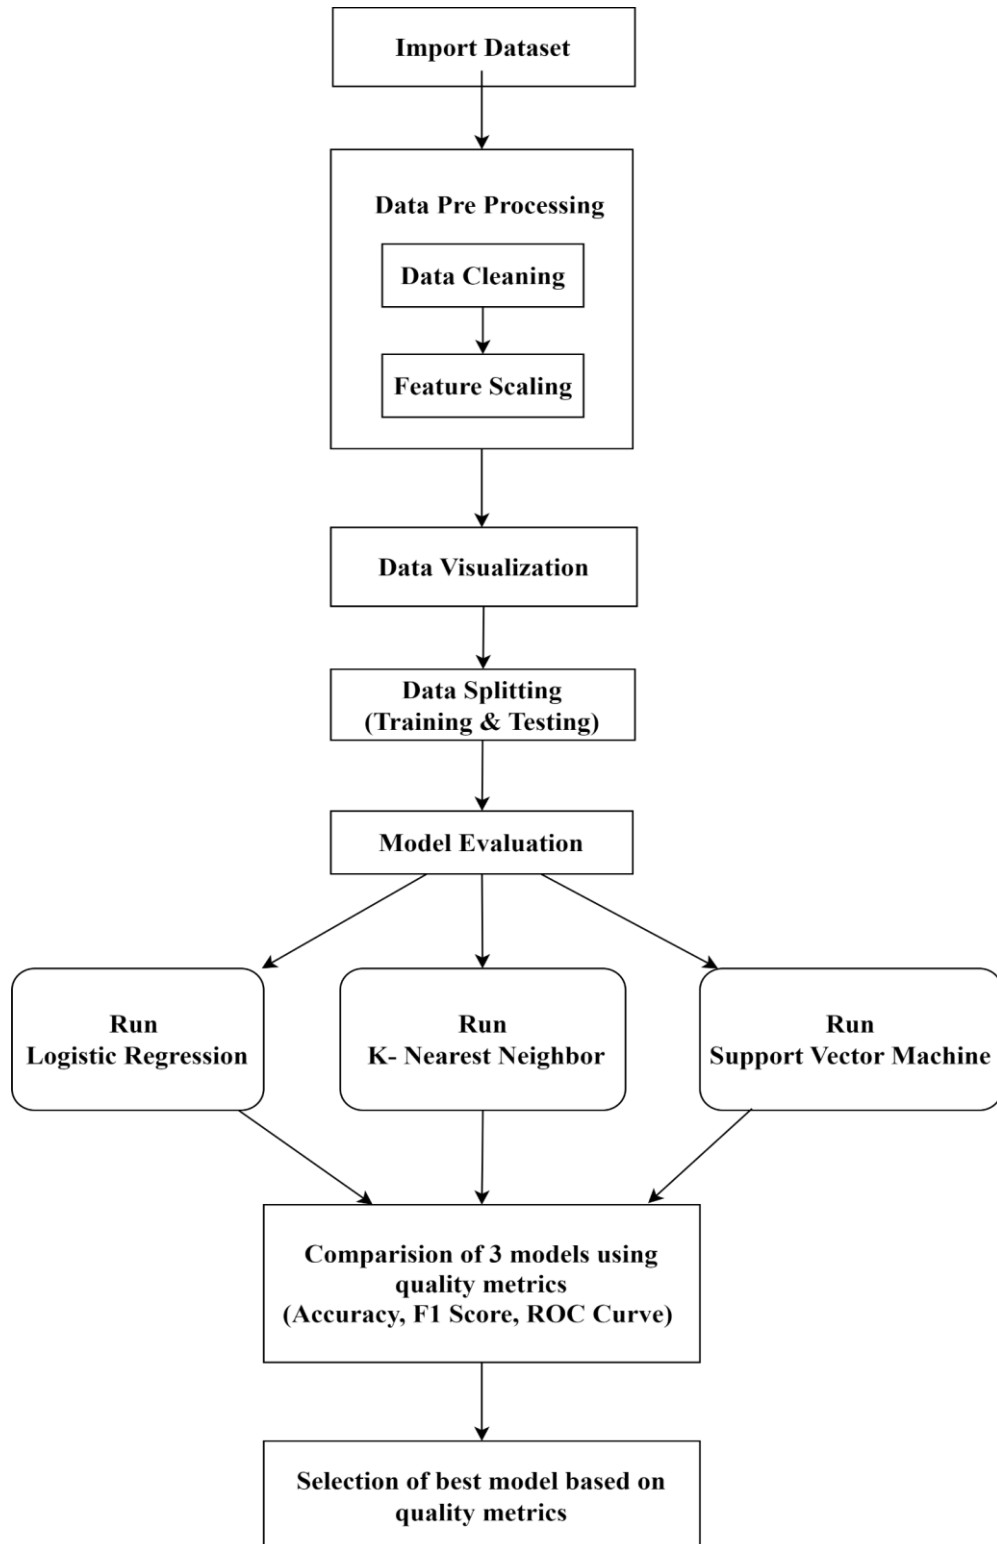 Import Dataset
Data Pre Processing
Data Cleaning
Feature Scaling
Data Visualization
Data Splitting
(Training & Testing)
Model Evaluation
Run
Logistic Regression
Run
K- Nearest Neighbor
Run
Support Vector Machine
Comparision of 3 models using
quality metrics
(Accuracy, F1 Score, ROC Curve)
Selection of best model based on
quality metrics